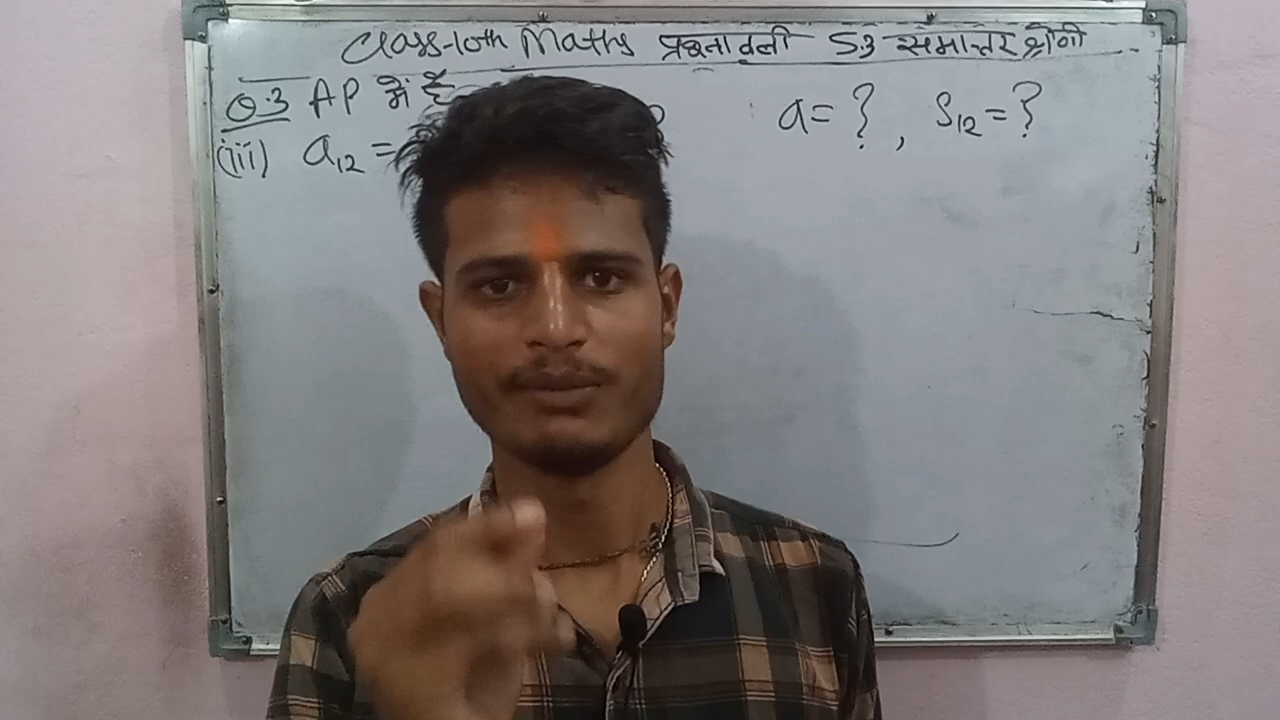 Class-10th Maths प्रश्नावली 5.3 समान्तर श्रेणी
Q.3 AP में है
(iii) a₁₂ = a = ? , S₁₂ = ?